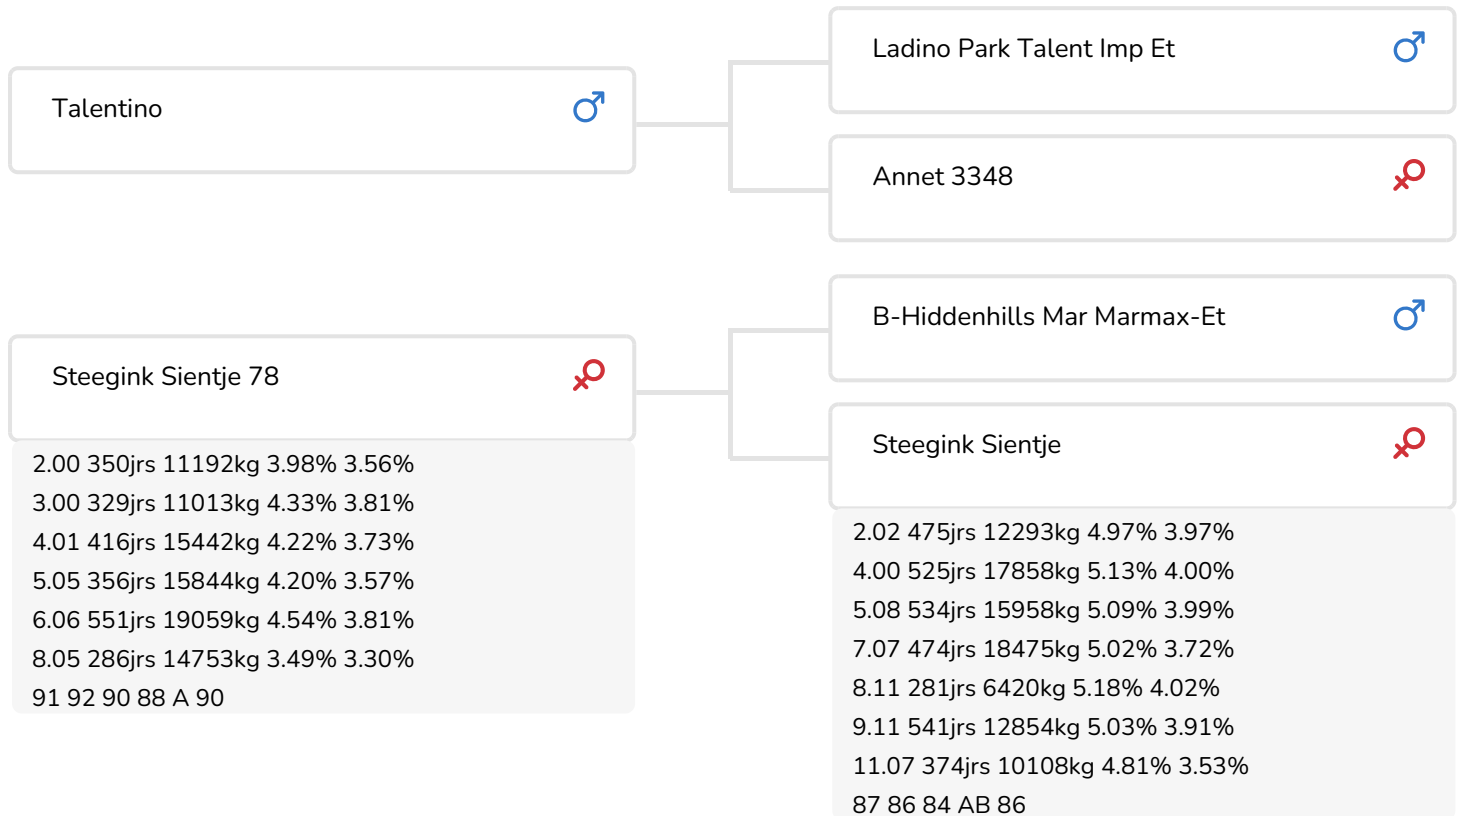 Talentino
Steegink Sientje 78
2.00 350jrs 11192kg 3.98% 3.56%
3.00 329jrs 11013kg 4.33% 3.81%
4.01 416jrs 15442kg 4.22% 3.73%
5.05 356jrs 15844kg 4.20% 3.57%
6.06 551jrs 19059kg 4.54% 3.81%
8.05 286jrs 14753kg 3.49% 3.30%
91 92 90 88 A 90
Ladino Park Talent Imp Et
Annet 3348
B-Hiddenhills Mar Marmax-Et
Steegink Sientje
2.02 475jrs 12293kg 4.97% 3.97%
4.00 525jrs 17858kg 5.13% 4.00%
5.08 534jrs 15958kg 5.09% 3.99%
7.07 474jrs 18475kg 5.02% 3.72%
8.11 281jrs 6420kg 5.18% 4.02%
9.11 541jrs 12854kg 5.03% 3.91%
11.07 374jrs 10108kg 4.81% 3.53%
87 86 84 AB 86